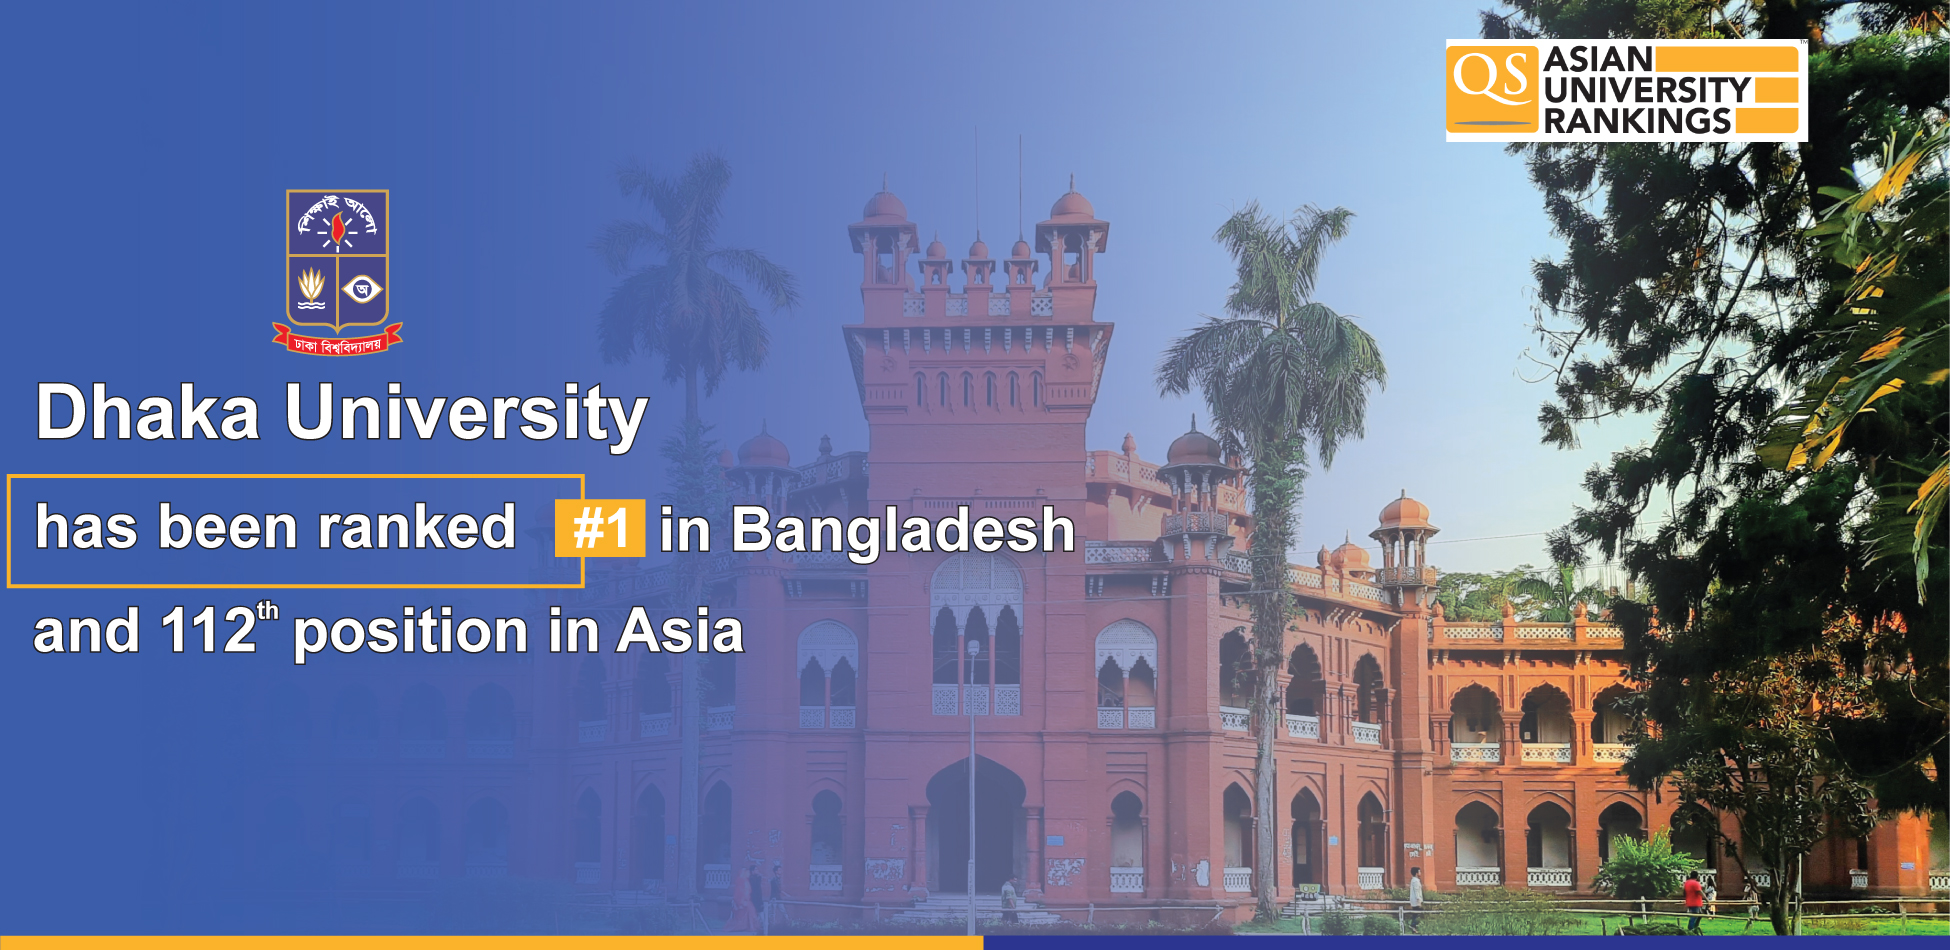 QS
ASIAN
UNIVERSITY
RANKINGS
TM
শিক্ষাই আলো
অ
ঢাকা বিশ্ববিদ্যালয়
Dhaka University
has been ranked #1 in Bangladesh
and 112th position in Asia